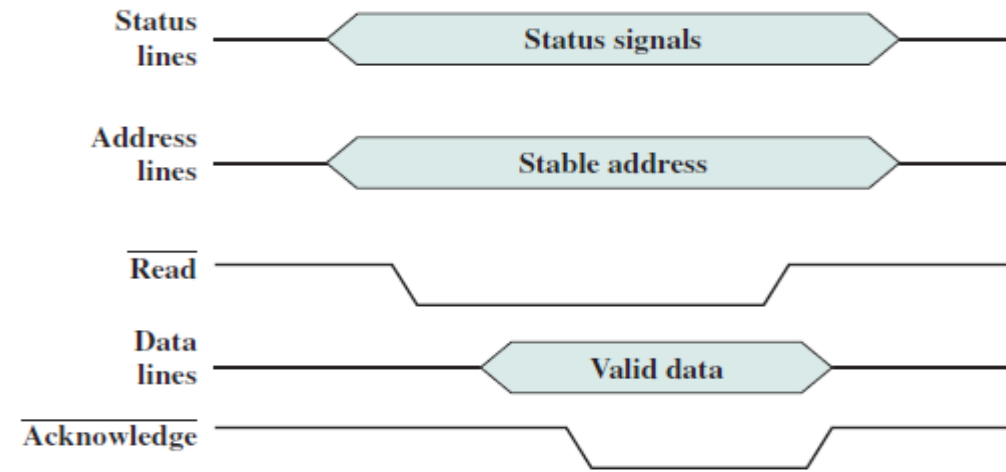 Status
lines
Status signals
Address
lines
Stable address
Read
Data
lines
Valid data
Acknowledge